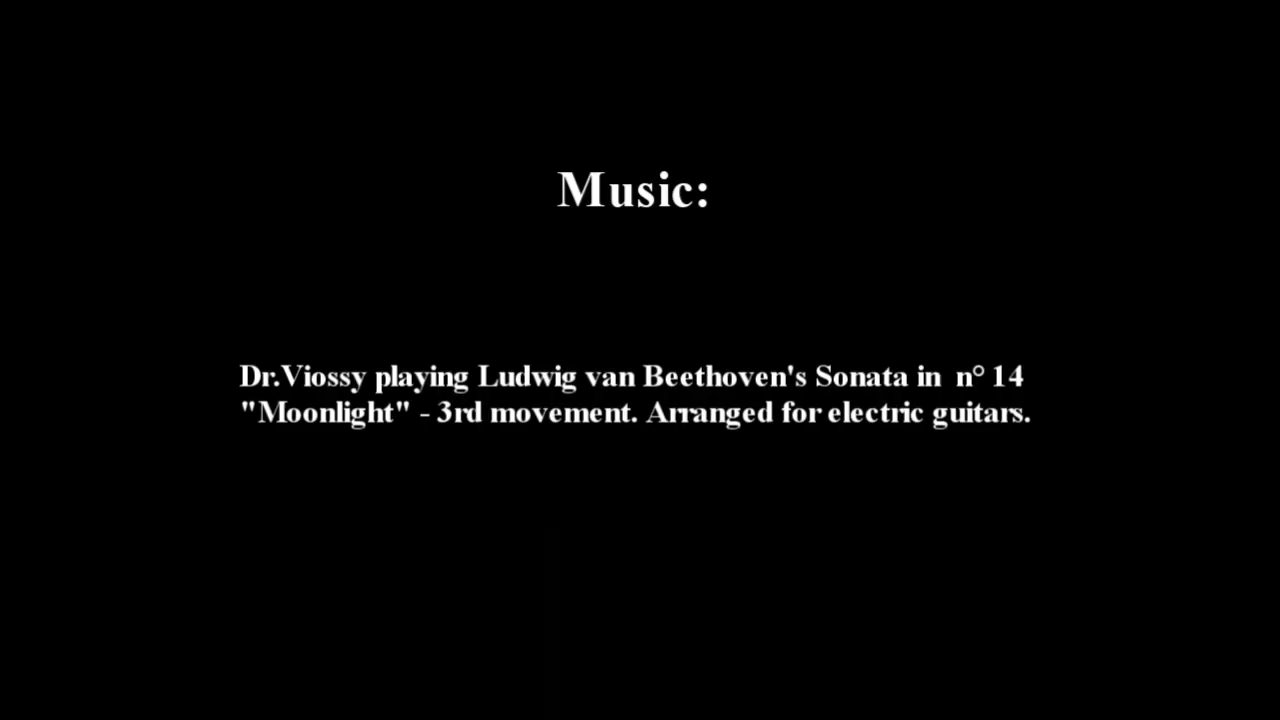 Music:
Dr.Viossy playing Ludwig van Beethoven's Sonata in  n° 14
"Moonlight" - 3rd movement. Arranged for electric guitars.